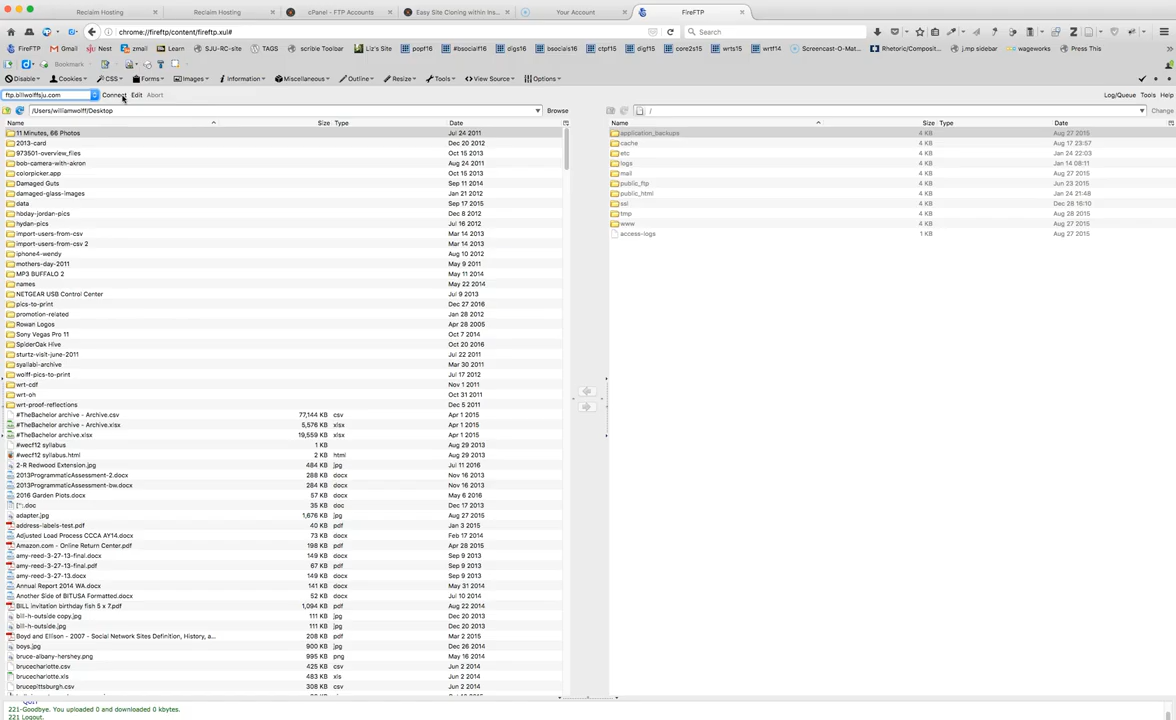 Reclaim Hosting
Reclaim Hosting
cPanel - FTP Accounts
Easy Site Cloning within Ins...
Your Account
FireFTP
chrome://fireftp/content/fireftp.xul#
Search
FireFTP Gmail Nest zmail Learn SJU-RC-site TAGS scrible Toolbar Liz's Site popf16 #bsocialf16 digs16 bsocials16 ctpf15 digf15 core2s15 wrts15 wrtf14 Screencast-O-Mat... Rhetoric/Composit... j.mp sidebar wageworks Press This
Bookmark
Disable Cookies CSS Forms Images Information Miscellaneous Outline Resize Tools View Source Options
ftp.billwolffsju.com Connect Edit Abort Log/Queue Tools Help
/Users/williamwolff/Desktop Browse / Change
Name Size Type Date Name Size Type Date
11 Minutes, 66 Photos Jul 24 2011 application_backups 4 KB Aug 27 2015
2013-card Dec 20 2012 cache 4 KB Aug 17 23:57
973501-overview_files Oct 15 2013 etc 4 KB Jan 24 22:03
bob-camera-with-akron Aug 24 2011 logs 4 KB Jan 14 08:11
colorpicker.app Oct 15 2013 mail 4 KB Aug 27 2015
Damaged Guts Sep 11 2014 public_ftp 4 KB Jun 23 2015
damaged-glass-images Jan 21 2012 public_html 4 KB Jan 24 21:48
data Sep 17 2015 ssl 4 KB Dec 28 16:10
hbday-jordan-pics Dec 8 2012 tmp 4 KB Aug 28 2015
hydan-pics Jul 16 2012 www 4 KB Aug 27 2015
import-users-from-csv Mar 14 2013 access-logs 1 KB Aug 27 2015
import-users-from-csv 2 Mar 14 2013
iphone4-wendy Aug 10 2012
mothers-day-2011 May 9 2011
MP3 BUFFALO 2 May 11 2014
names May 22 2014
NETGEAR USB Control Center Jul 9 2013
pics-to-print Dec 27 2016
promotion-related Jan 28 2012
Rowan Logos Apr 28 2005
Sony Vegas Pro 11 Oct 7 2014
SpiderOak Hive Oct 20 2016
sturtz-visit-june-2011 Jul 22 2011
syallabi-archive Mar 30 2011
wolff-pics-to-print Jul 17 2012
wrt-cdf Nov 1 2011
wrt-oh Oct 31 2011
wrt-proof-reflections Dec 5 2011
#TheBachelor archive - Archive.csv 77,144 KB csv Apr 1 2015
#TheBachelor archive - Archive.xlsx 5,576 KB xlsx Apr 1 2015
#TheBachelor archive.xlsx 19,559 KB xlsx Apr 1 2015
#wecf12 syllabus 1 KB Aug 29 2013
#wecf12 syllabus.html 2 KB html Aug 29 2013
2-R Redwood Extension.jpg 484 KB jpg Jul 11 2016
2013ProgrammaticAssessment-2.docx 288 KB docx Nov 16 2013
2013ProgrammaticAssessment-bw.docx 284 KB docx Nov 16 2013
2016 Garden Plots.docx 57 KB docx May 6 2016
.doc 35 KB doc Dec 17 2013
adapter.jpg 1,676 KB jpg Aug 27 2015
address-labels-test.pdf 40 KB pdf Jan 3 2015
Adjusted Load Process CCCA AY14.docx 73 KB docx Feb 17 2014
Amazon.com - Online Return Center.pdf 198 KB pdf Apr 28 2015
amy-reed-3-27-13-final.docx 149 KB docx Sep 9 2013
amy-reed-3-27-13-final.pdf 67 KB pdf Sep 9 2013
amy-reed-3-27-13.docx 149 KB docx Sep 9 2013
Annual Report 2014 WA.docx 141 KB docx May 31 2014
Another Side of BITUSA Formatted.docx 52 KB docx Jul 10 2014
BILL invitation birthday fish 5 x 7.pdf 1,094 KB pdf Aug 22 2014
bill-h-outside copy.jpg 111 KB jpg Dec 20 2013
bill-h-outside.jpg 111 KB jpg Dec 20 2013
Boyd and Ellison - 2007 - Social Network Sites Definition, History, a... 208 KB pdf Mar 2 2015
boys.jpg 900 KB jpg Dec 26 2014
bruce-albany-hershey.png 995 KB png May 16 2014
brucecharlotte.csv 425 KB csv Jun 2 2014
brucecharlotte.xls 483 KB xls Jun 2 2014
brucepittsburgh.csv 308 KB csv Jun 2 2014
QUIT
221-Goodbye. You uploaded 0 and downloaded 0 kbytes.
221 Logout.